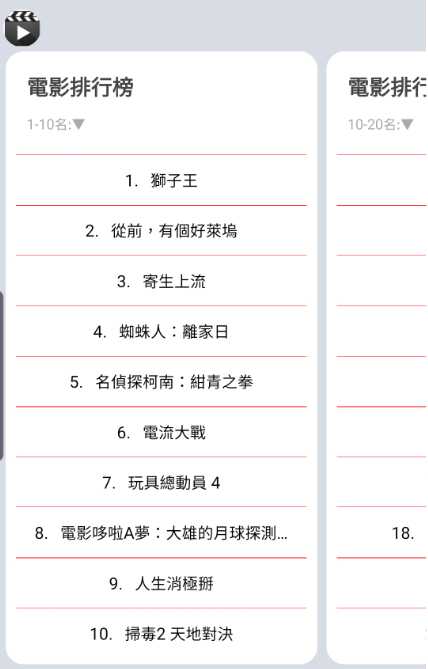 電影排行榜
1-10名:▼
1. 獅子王
2. 從前，有個好萊塢
3. 寄生上流
4. 蜘蛛人：離家日
5. 名偵探柯南：紺青之拳
6. 電流大戰
7. 玩具總動員 4
8. 電影哆啦A夢：大雄的月球探測...
9. 人生消極掰
10. 掃毒2 天地對決
電影排行
10-20名:▼
18.